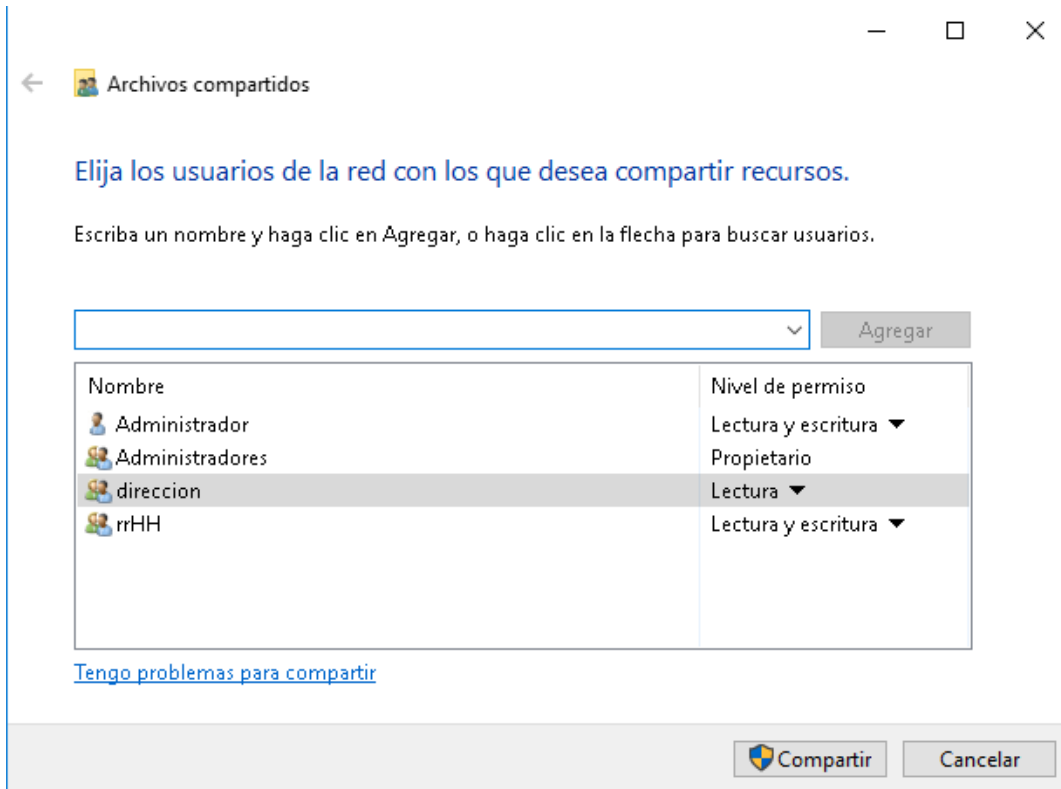 Archivos compartidos
Elija los usuarios de la red con los que desea compartir recursos.
Escriba un nombre y haga clic en Agregar, o haga clic en la flecha para buscar usuarios.
Agregar
Nombre Nivel de permiso
Administrador Lectura y escritura
Administradores Propietario
direccion Lectura
rrHH Lectura y escritura
Tengo problemas para compartir
Compartir Cancelar